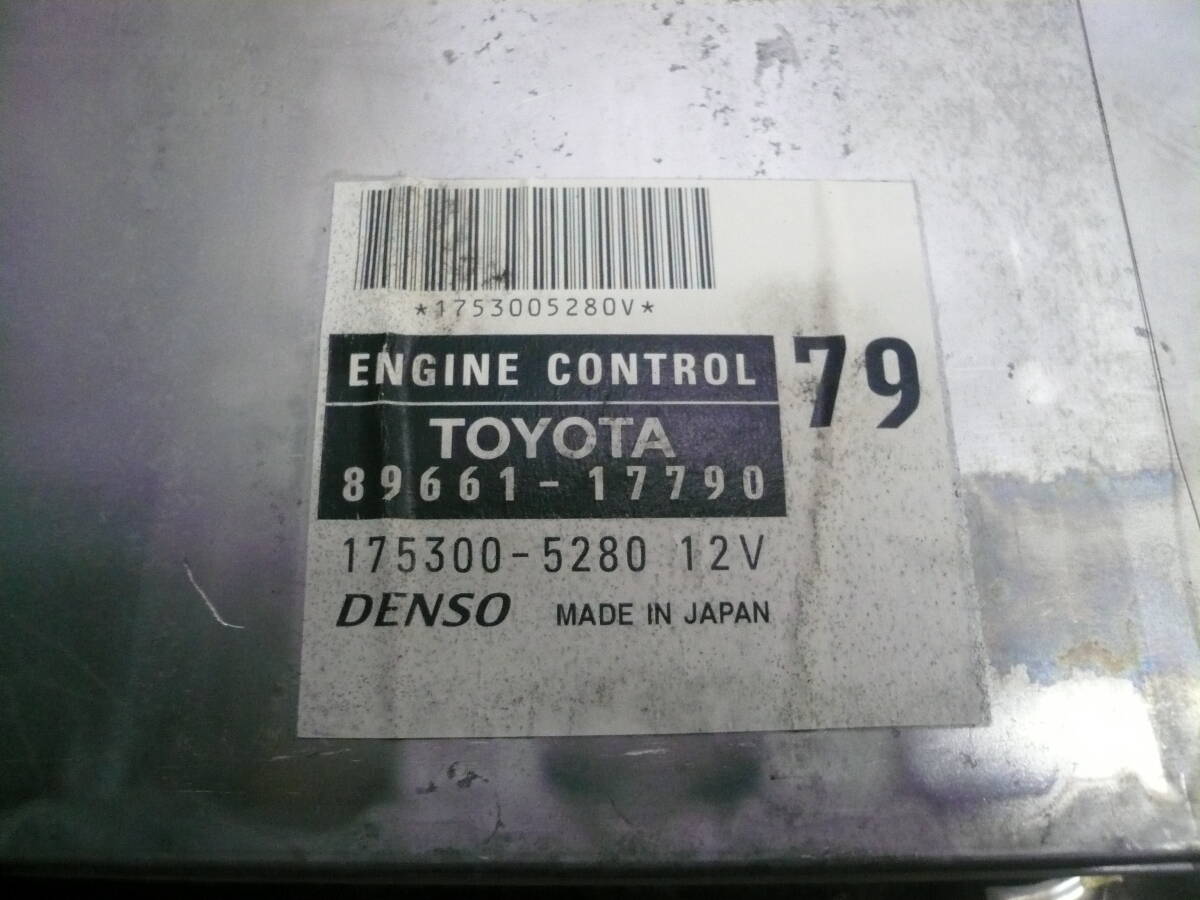 *1753005280V*
ENGINE CONTROL
79
TOYOTA
89661-17790
175300-5280 12V
DENSO MADE IN JAPAN